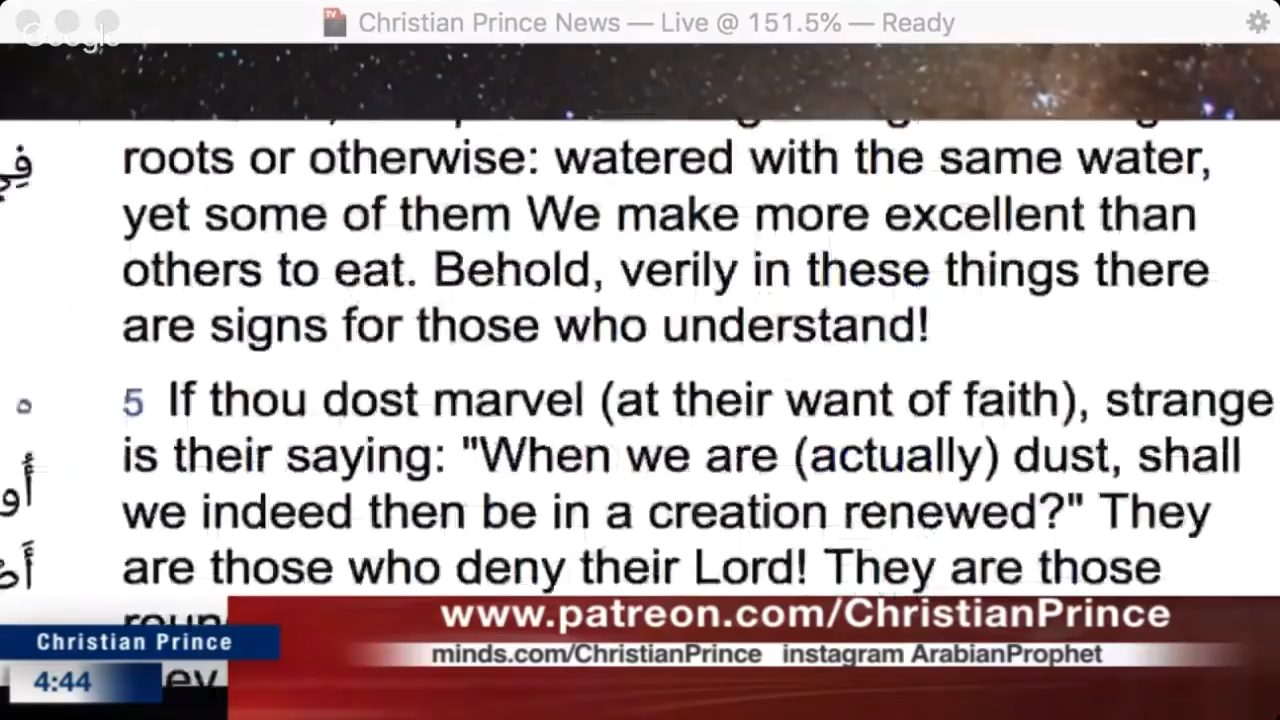 Christian Prince News — Live @ 151.5% — Ready
Google
roots or otherwise: watered with the same water,
yet some of them We make more excellent than
others to eat. Behold, verily in these things there
are signs for those who understand!
5 If thou dost marvel (at their want of faith), strange
is their saying: "When we are (actually) dust, shall
we indeed then be in a creation renewed?" They
are those who deny their Lord! They are those
www.patreon.com/ChristianPrince
Christian Prince
minds.com/ChristianPrince instagram ArabianProphet
4:44